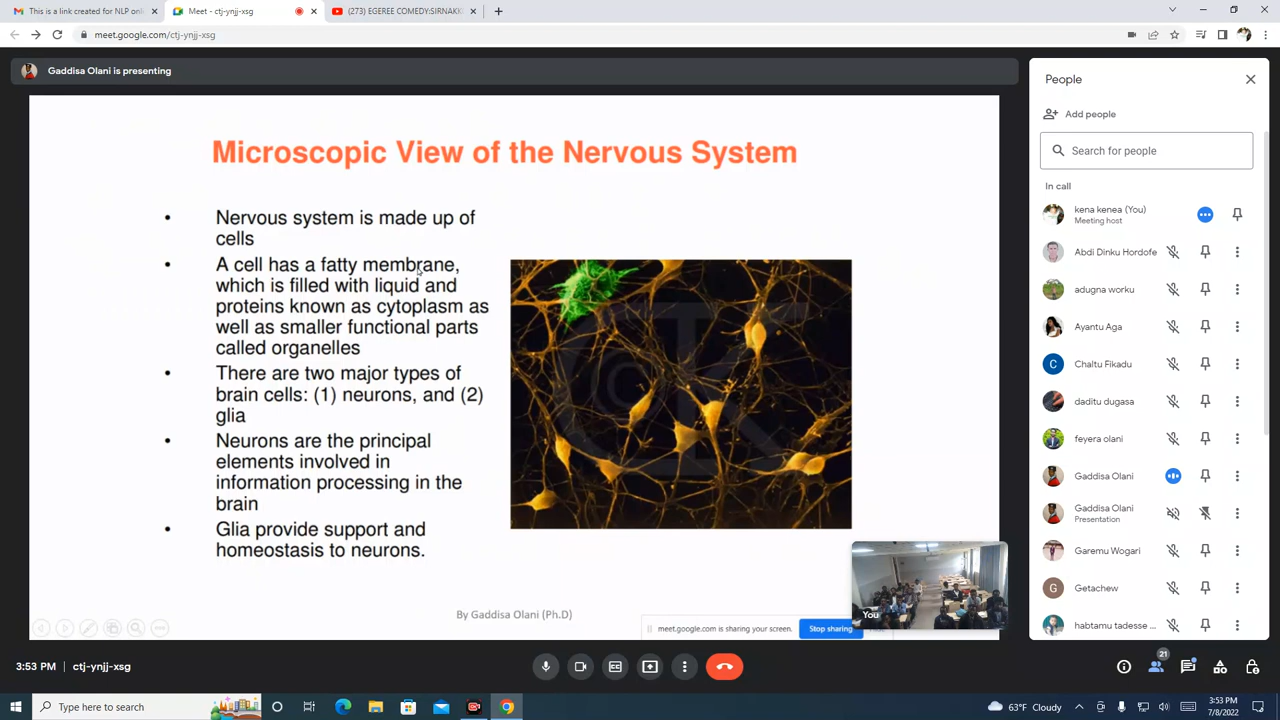 This is a link created for NLP onl
Meet - ctj-ynjj-xsg
(273) EGEREE COMEDY:SIRNAKK
meet.google.com/ctj-ynjj-xsg
Gaddisa Olani is presenting
Microscopic View of the Nervous System
• Nervous system is made up of
cells
• A cell has a fatty membrane,
which is filled with liquid and
proteins known as cytoplasm as
well as smaller functional parts
called organelles
• There are two major types of
brain cells: (1) neurons, and (2)
glia
• Neurons are the principal
elements involved in
information processing in the
brain
• Glia provide support and
homeostasis to neurons.
By Gaddisa Olani (Ph.D)
You
meet.google.com is sharing your screen.
Stop sharing
People
Add people
Search for people
In call
kena kenea (You)
Meeting host
Abdi Dinku Hordofe
adugna worku
Ayantu Aga
C
Chaltu Fikadu
daditu dugasa
feyera olani
Gaddisa Olani
Gaddisa Olani
Presentation
Garemu Wogari
G
Getachew
habtamu tadesse ...
3:53 PM | ctj-ynjj-xsg
21
Type here to search
63°F Cloudy
3:53 PM
7/8/2022